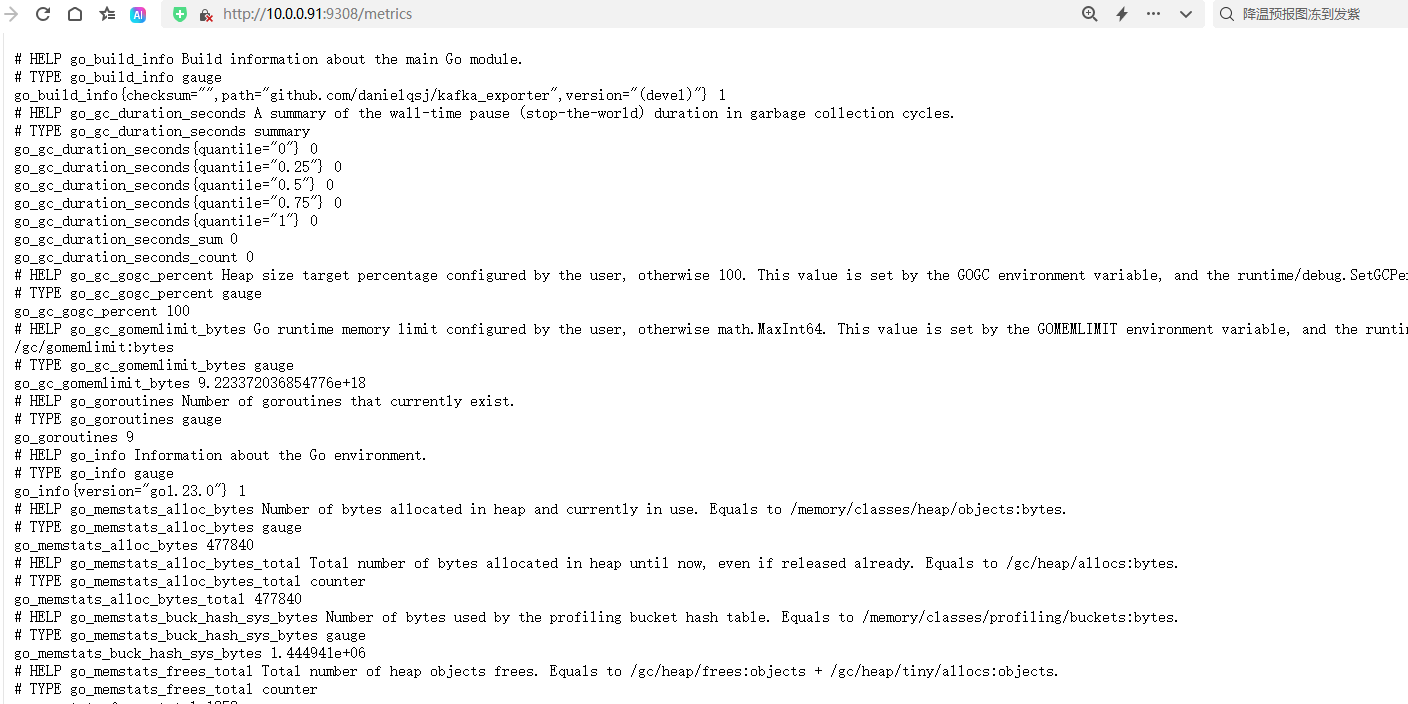 AI http://10.0.0.91:9308/metrics 降温预报图冻到发紫
# HELP go_build_info Build information about the main Go module.
# TYPE go_build_info gauge
go_build_info{checksum="",path="github.com/danielqsj/kafka_exporter",version="(devel)"} 1
# HELP go_gc_duration_seconds A summary of the wall-time pause (stop-the-world) duration in garbage collection cycles.
# TYPE go_gc_duration_seconds summary
go_gc_duration_seconds{quantile="0"} 0
go_gc_duration_seconds{quantile="0.25"} 0
go_gc_duration_seconds{quantile="0.5"} 0
go_gc_duration_seconds{quantile="0.75"} 0
go_gc_duration_seconds{quantile="1"} 0
go_gc_duration_seconds_sum 0
go_gc_duration_seconds_count 0
# HELP go_gc_gogc_percent Heap size target percentage configured by the user, otherwise 100. This value is set by the GOGC environment variable, and the runtime/debug.SetGCPer
# TYPE go_gc_gogc_percent gauge
go_gc_gogc_percent 100
# HELP go_gc_gomemlimit_bytes Go runtime memory limit configured by the user, otherwise math.MaxInt64. This value is set by the GOMEMLIMIT environment variable, and the runtim
/gc/gomemlimit:bytes
# TYPE go_gc_gomemlimit_bytes gauge
go_gc_gomemlimit_bytes 9.223372036854776e+18
# HELP go_goroutines Number of goroutines that currently exist.
# TYPE go_goroutines gauge
go_goroutines 9
# HELP go_info Information about the Go environment.
# TYPE go_info gauge
go_info{version="go1.23.0"} 1
# HELP go_memstats_alloc_bytes Number of bytes allocated in heap and currently in use. Equals to /memory/classes/heap/objects:bytes.
# TYPE go_memstats_alloc_bytes gauge
go_memstats_alloc_bytes 477840
# HELP go_memstats_alloc_bytes_total Total number of bytes allocated in heap until now, even if released already. Equals to /gc/heap/allocs:bytes.
# TYPE go_memstats_alloc_bytes_total counter
go_memstats_alloc_bytes_total 477840
# HELP go_memstats_buck_hash_sys_bytes Number of bytes used by the profiling bucket hash table. Equals to /memory/classes/profiling/buckets:bytes.
# TYPE go_memstats_buck_hash_sys_bytes gauge
go_memstats_buck_hash_sys_bytes 1.444941e+06
# HELP go_memstats_frees_total Total number of heap objects frees. Equals to /gc/heap/frees:objects + /gc/heap/tiny/allocs:objects.
# TYPE go_memstats_frees_total counter